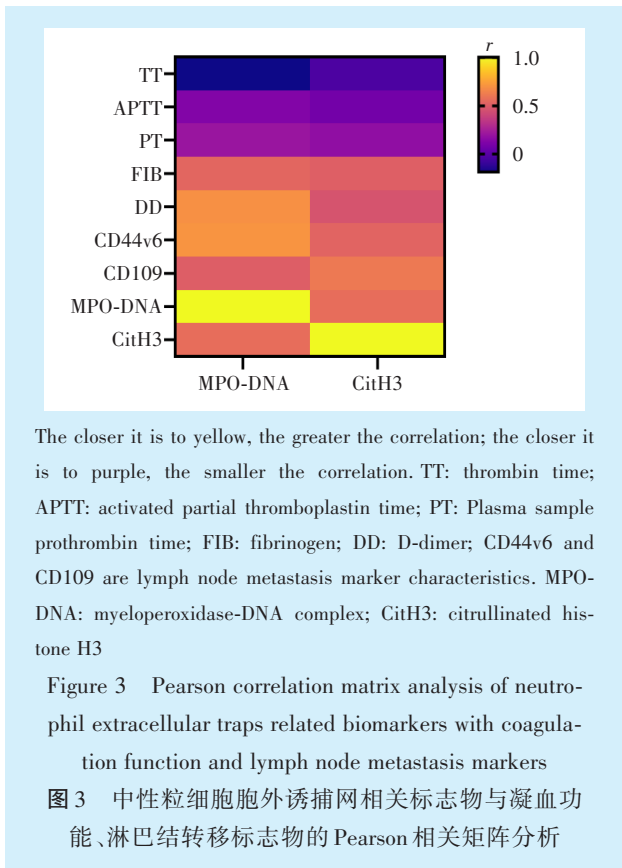 r
1.0
0.5
0
TT
APTT
PT
FIB
DD
CD44v6
CD109
MPO-DNA
CitH3
MPO-DNA CitH3
The closer it is to yellow, the greater the correlation; the closer it
is to purple, the smaller the correlation. TT: thrombin time;
APTT: activated partial thromboplastin time; PT: Plasma sample
prothrombin time; FIB: fibrinogen; DD: D-dimer; CD44v6 and
CD109 are lymph node metastasis marker characteristics. MPO-
DNA: myeloperoxidase-DNA complex; CitH3: citrullinated his-
tone H3
Figure 3 Pearson correlation matrix analysis of neutro-
phil extracellular traps related biomarkers with coagula-
tion function and lymph node metastasis markers
图3 中性粒细胞胞外诱捕网相关标志物与凝血功
能、淋巴结转移标志物的Pearson相关矩阵分析